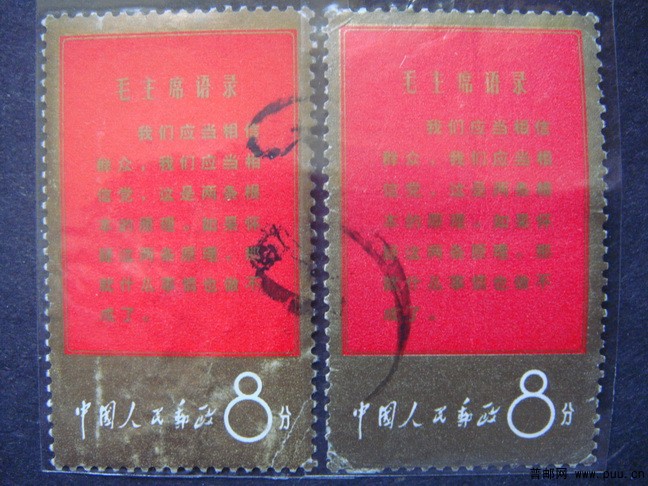 毛主席语录
我们应当相信
群众，我们应当相
信党，这是两条根
本的原理，如果怀
疑这两条原理，那
就什么事情也做不
成了。
中国人民邮政 8分
毛主席语录
我们应当相信
群众，我们应当相
信党，这是两条根
本的原理，如果怀
疑这两条原理，那
就什么事情也做不
成了。
中国人民邮政 8分
普邮网 www.puu.cn